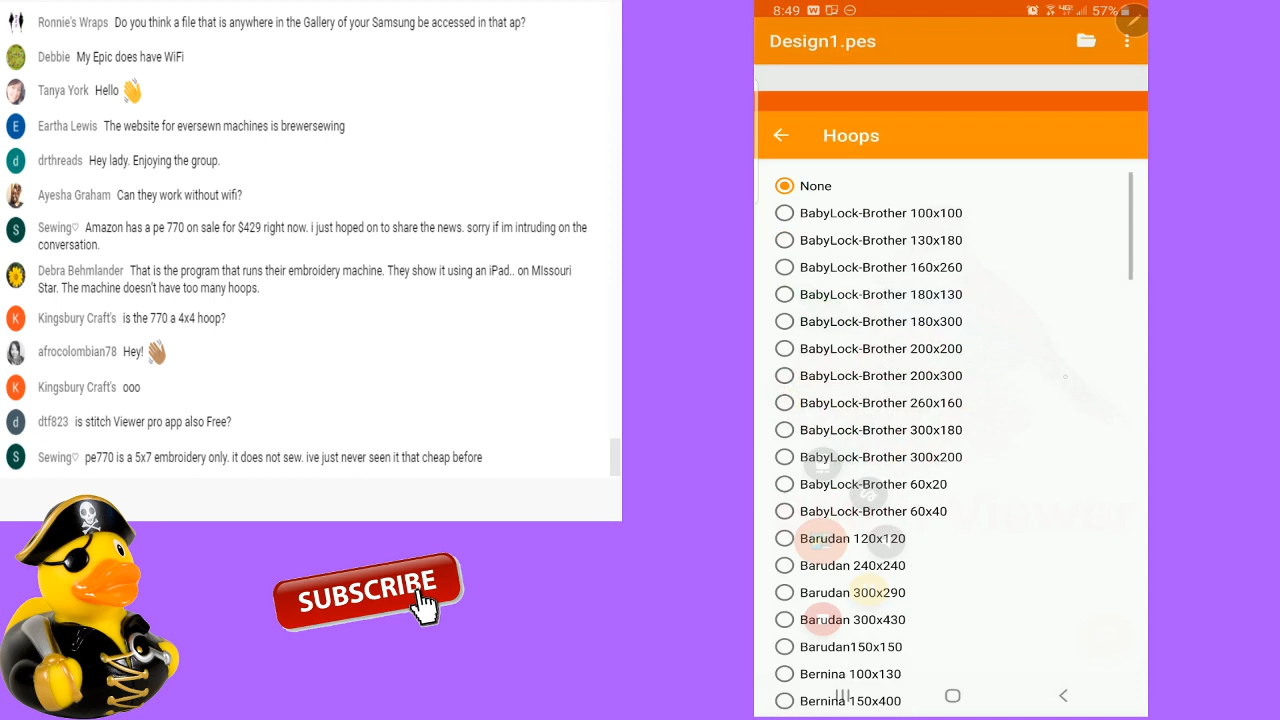 Ronnie's Wraps Do you think a file that is anywhere in the Gallery of your Samsung be accessed in that ap?
Debbie My Epic does have WiFi
Tanya York Hello 👋
E Eartha Lewis The website for eversewn machines is brewersewing
d drthreads Hey lady. Enjoying the group.
Ayesha Graham Can they work without wifi?
S Sewing♡ Amazon has a pe 770 on sale for $429 right now. i just hoped on to share the news. sorry if im intruding on the
conversation.
Debra Behmlander That is the program that runs their embroidery machine. They show it using an iPad.. on MIssouri
Star. The machine doesn't have too many hoops.
K Kingsbury Craft's is the 770 a 4x4 hoop?
afrocolombian78 Hey! 👋🏽
K Kingsbury Craft's ooo
d dtf823 is stitch Viewer pro app also Free?
S Sewing♡ pe770 is a 5x7 embroidery only. it does not sew. ive just never seen it that cheap before
SUBSCRIBE
8:49 W 57%
Design1.pes
Hoops
None
BabyLock-Brother 100x100
BabyLock-Brother 130x180
BabyLock-Brother 160x260
BabyLock-Brother 180x130
BabyLock-Brother 180x300
BabyLock-Brother 200x200
BabyLock-Brother 200x300
BabyLock-Brother 260x160
BabyLock-Brother 300x180
BabyLock-Brother 300x200
BabyLock-Brother 60x20
BabyLock-Brother 60x40
Barudan 120x120
Barudan 240x240
Barudan 300x290
Barudan 300x430
Barudan150x150
Bernina 100x130
Bernina 150x400